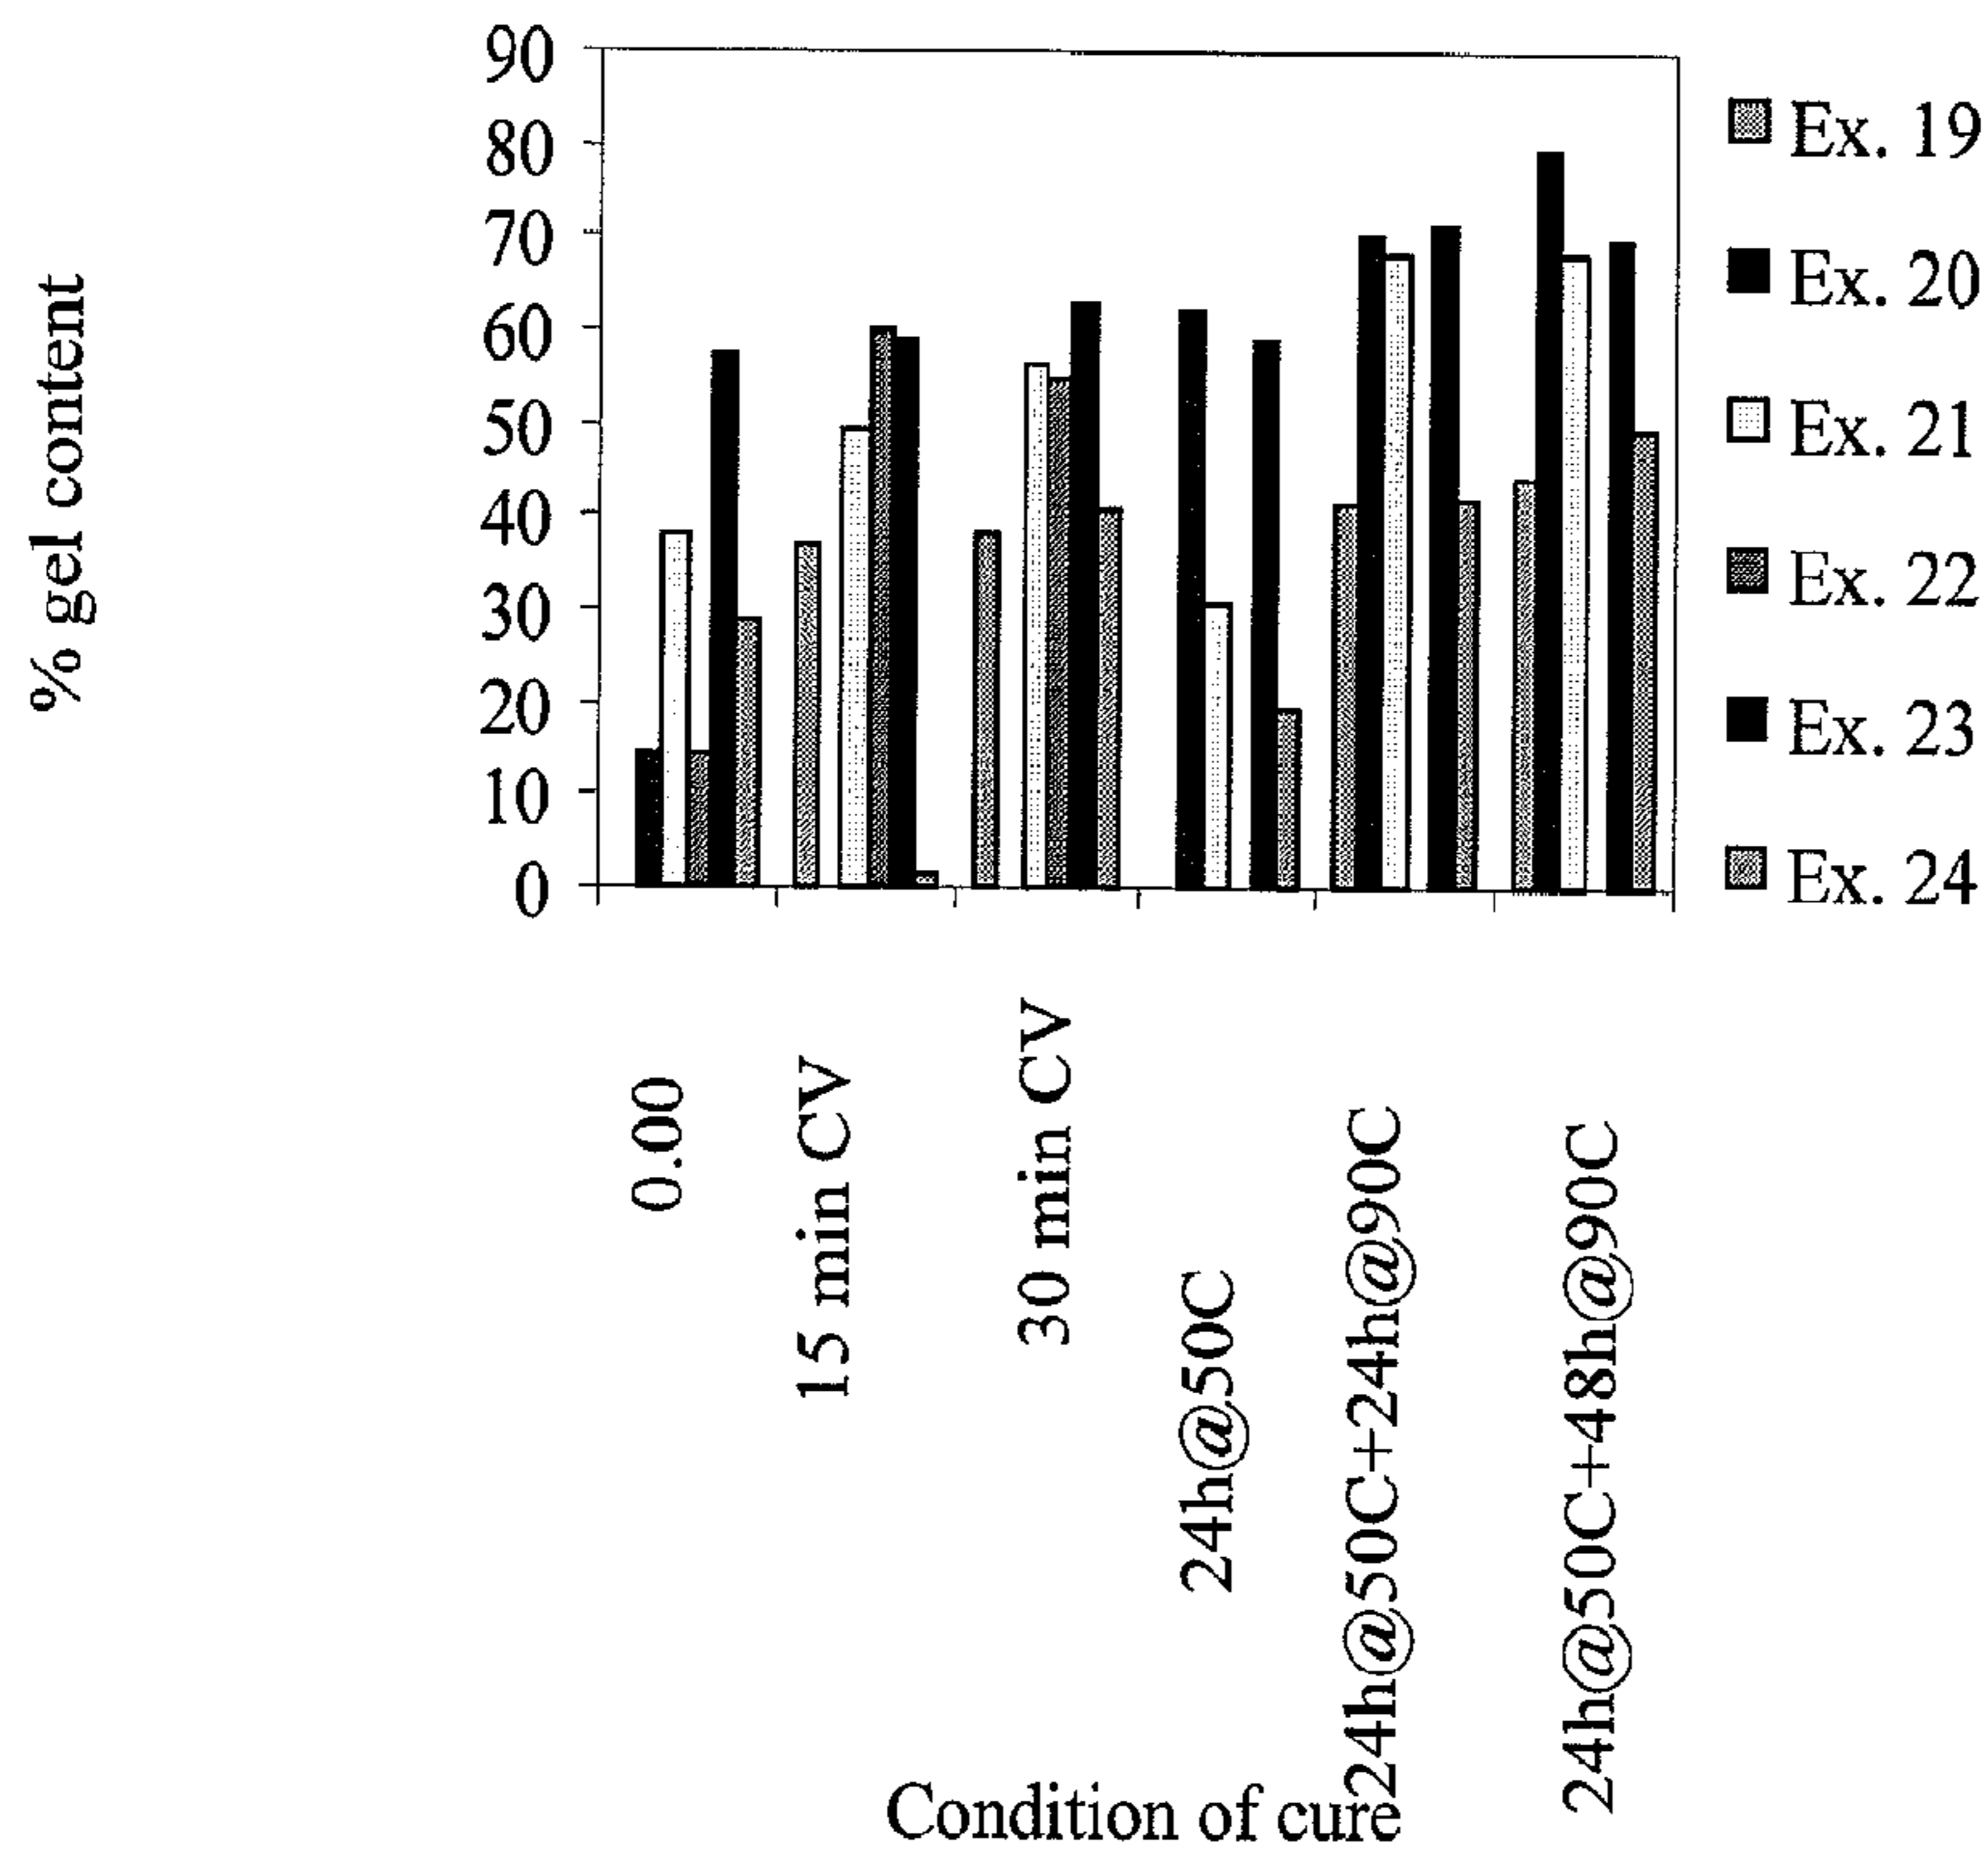 % gel content
90
80
70
60
50
40
30
20
10
0
Ex. 19
Ex. 20
Ex. 21
Ex. 22
Ex. 23
Ex. 24
0.00
15 min CV
30 min CV
24h@50C
24h@50C+24h@90C
24h@50C+48h@90C
Condition of cure